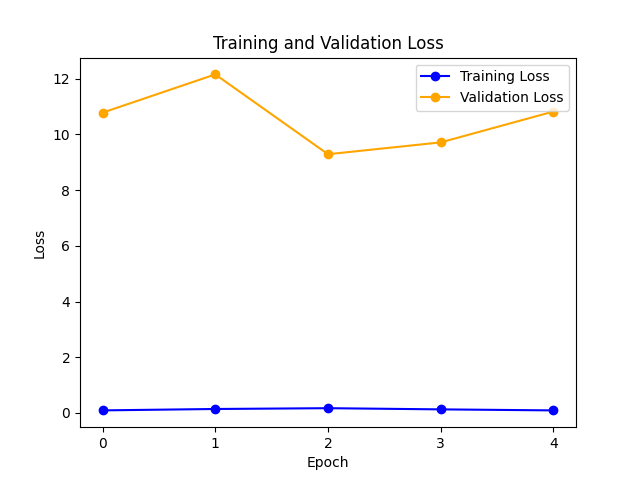 Training and Validation Loss
Training Loss
Validation Loss
12
10
8
6
4
2
0
Loss
0 1 2 3 4
Epoch